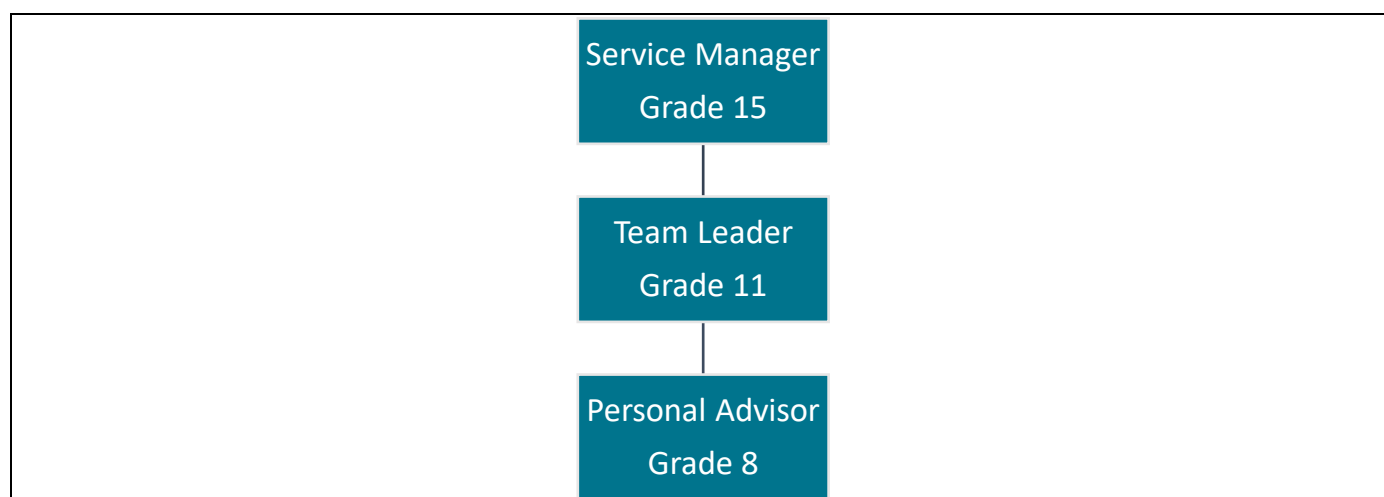 Service Manager
Grade 15
Team Leader
Grade 11
Personal Advisor
Grade 8